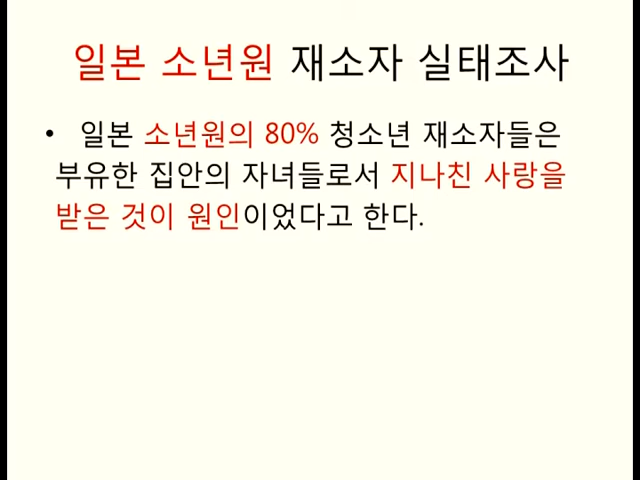 일본 소년원 재소자 실태조사
• 일본 소년원의 80% 청소년 재소자들은
부유한 집안의 자녀들로서 지나친 사랑을
받은 것이 원인이었다고 한다.